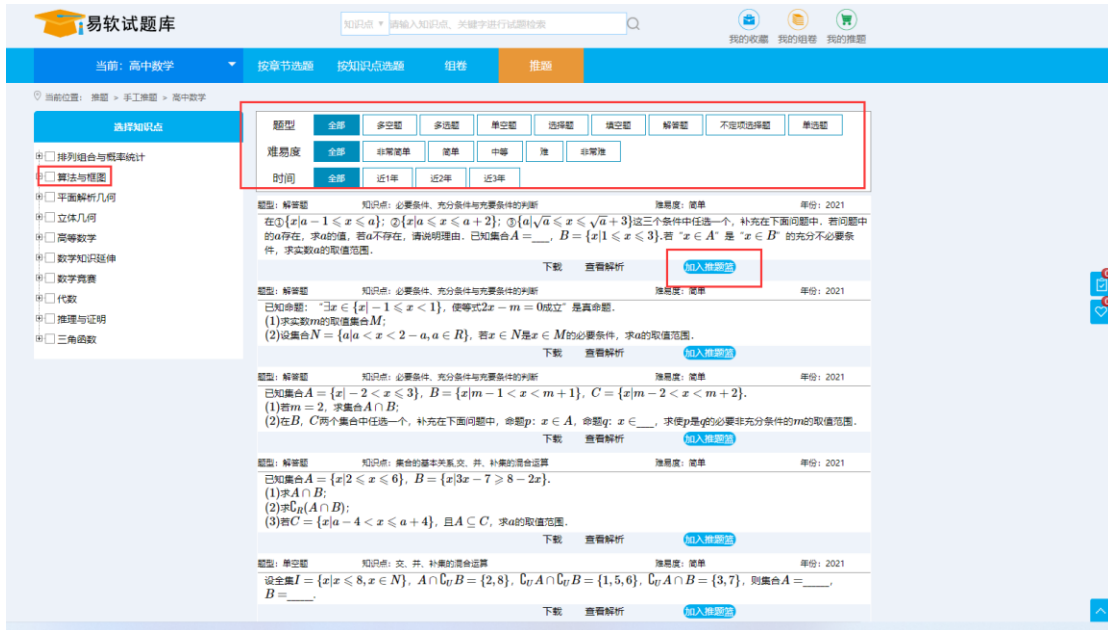 易软试题库
知识点 ▼ 请输入知识点、关键字进行试题检索
我的收藏 我的组卷 我的推题
当前：高中数学 按章节选题 按知识点选题 组卷 推题
当前位置： 推题 > 手工推题 > 高中数学
选择知识点
排列组合与概率统计
算法与框图
平面解析几何
立体几何
高等数学
数学知识延伸
数学竞赛
代数
推理与证明
三角函数
题型 全部 多空题 多选题 单空题 选择题 填空题 解答题 不定项选择题 单选题
难易度 全部 非常简单 简单 中等 难 非常难
时间 全部 近1年 近2年 近3年
题型：解答题 知识点：必要条件、充分条件与充要条件的判断 难易度：简单 年份：2021
在①{x|a − 1 ⩽ x ⩽ a}; ②{x|a ⩽ x ⩽ a + 2}; ③{a|√a ⩽ x ⩽ √a + 3}这三个条件中任选一个，补充在下面问题中，若问题中
的a存在，求a的值，若a不存在，请说明理由. 已知集合A = ___, B = {x|1 ⩽ x ⩽ 3}.若“x ∈ A”是“x ∈ B”的充分不必要条
件，求实数a的取值范围.
下载 查看解析 加入推题篮
题型：解答题 知识点：必要条件、充分条件与充要条件的判断 难易度：简单 年份：2021
已知命题：“∃x ∈ {x| − 1 ⩽ x < 1}，使等式2x − m = 0成立”是真命题.
(1)求实数m的取值集合M;
(2)设集合N = {a|a < x < 2 − a, a ∈ R}，若x ∈ N是x ∈ M的必要条件，求a的取值范围.
下载 查看解析 加入推题篮
题型：解答题 知识点：必要条件、充分条件与充要条件的判断 难易度：简单 年份：2021
已知集合A = {x| − 2 < x ⩽ 3}, B = {x|m − 1 < x < m + 1}, C = {x|m − 2 < x < m + 2}.
(1)若m = 2，求集合A ∩ B;
(2)在B，C两个集合中任选一个，补充在下面问题中，命题p: x ∈ A，命题q: x ∈___，求使p是q的必要非充分条件的m的取值范围.
下载 查看解析 加入推题篮
题型：解答题 知识点：集合的基本关系,交、并、补集的混合运算 难易度：简单 年份：2021
已知集合A = {x|2 ⩽ x ⩽ 6}, B = {x|3x − 7 ⩾ 8 − 2x}.
(1)求A ∩ B;
(2)求∁R(A ∩ B);
(3)若C = {x|a − 4 < x ⩽ a + 4}，且A ⊆ C，求a的取值范围.
下载 查看解析 加入推题篮
题型：单空题 知识点：交、并、补集的混合运算 难易度：简单 年份：2021
设全集I = {x|x ⩽ 8, x ∈ N}, A ∩ ∁UB = {2, 8}, ∁UA ∩ ∁UB = {1, 5, 6}, ∁UA ∩ B = {3, 7}，则集合A =_____,
B =_____.
下载 查看解析 加入推题篮